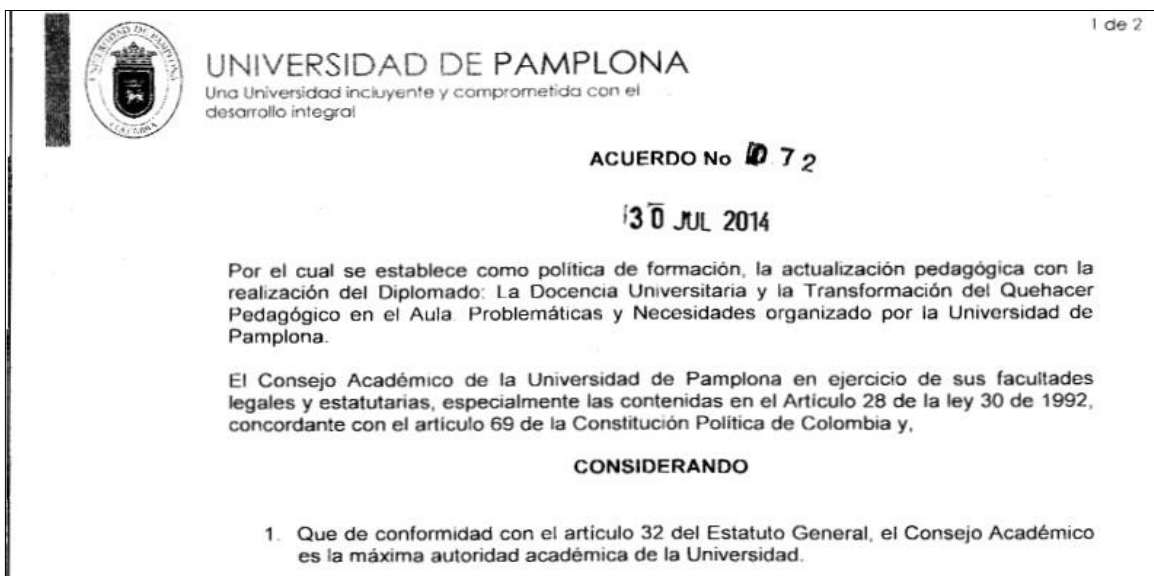 1 de 2
UNIVERSIDAD DE PAMPLONA
Una Universidad incluyente y comprometida con el
desarrollo integral
ACUERDO No 072
30 JUL 2014
Por el cual se establece como política de formación, la actualización pedagógica con la
realización del Diplomado: La Docencia Universitaria y la Transformación del Quehacer
Pedagógico en el Aula. Problemáticas y Necesidades organizado por la Universidad de
Pamplona.
El Consejo Académico de la Universidad de Pamplona en ejercicio de sus facultades
legales y estatutarias, especialmente las contenidas en el Artículo 28 de la ley 30 de 1992,
concordante con el artículo 69 de la Constitución Política de Colombia y,
CONSIDERANDO
1. Que de conformidad con el artículo 32 del Estatuto General, el Consejo Académico
es la máxima autoridad académica de la Universidad.